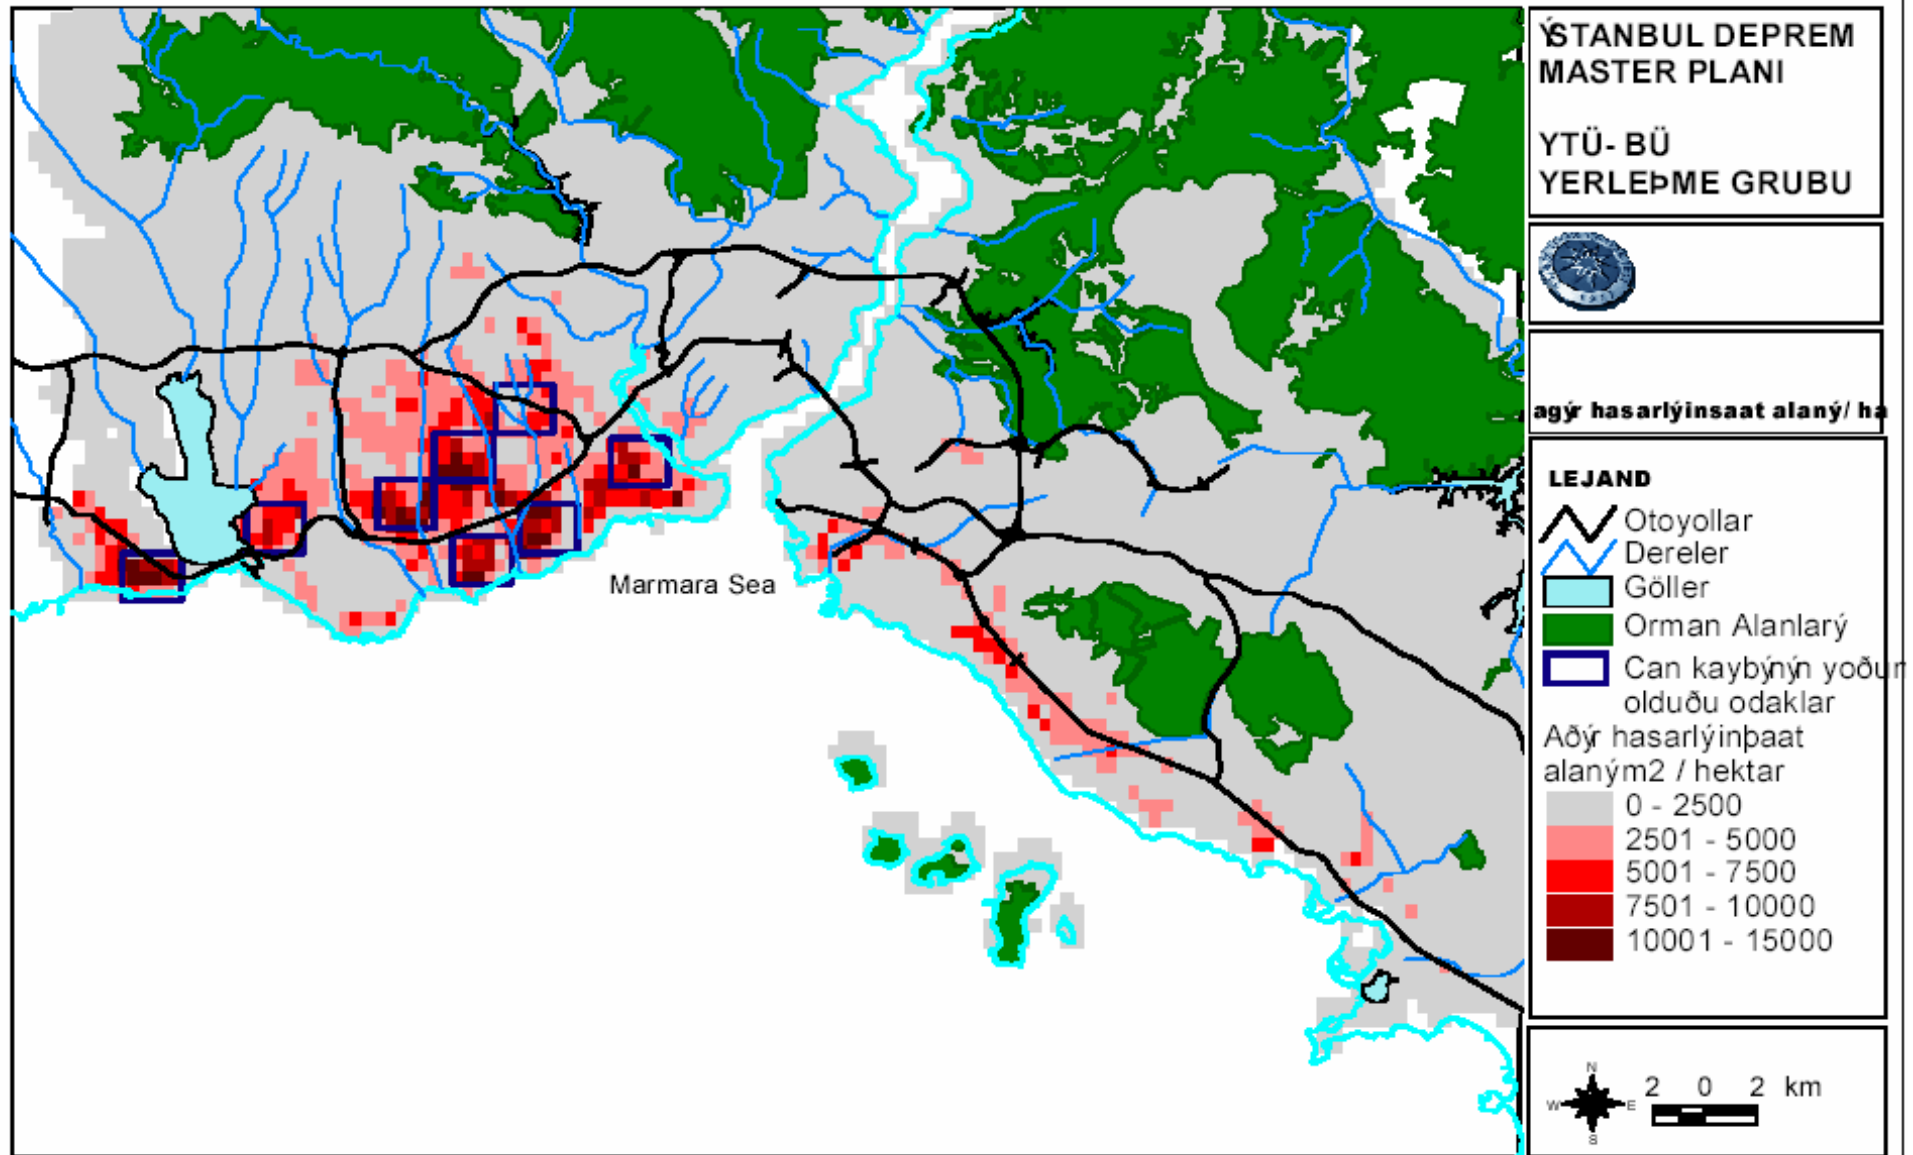 ÝSTANBUL DEPREM
MASTER PLANI
YTÜ- BÜ
YERLEÞME GRUBU
agýr hasarlýinsaat alaný/ ha
LEJAND
Otoyollar
Dereler
Göller
Orman Alanlarý
Can kaybýnýn yoður
olduðu odaklar
Aðýr hasarlýinþaat
alaným2 / hektar
0 - 2500
2501 - 5000
5001 - 7500
7501 - 10000
10001 - 15000
Marmara Sea
N
W E
S
2 0 2 km